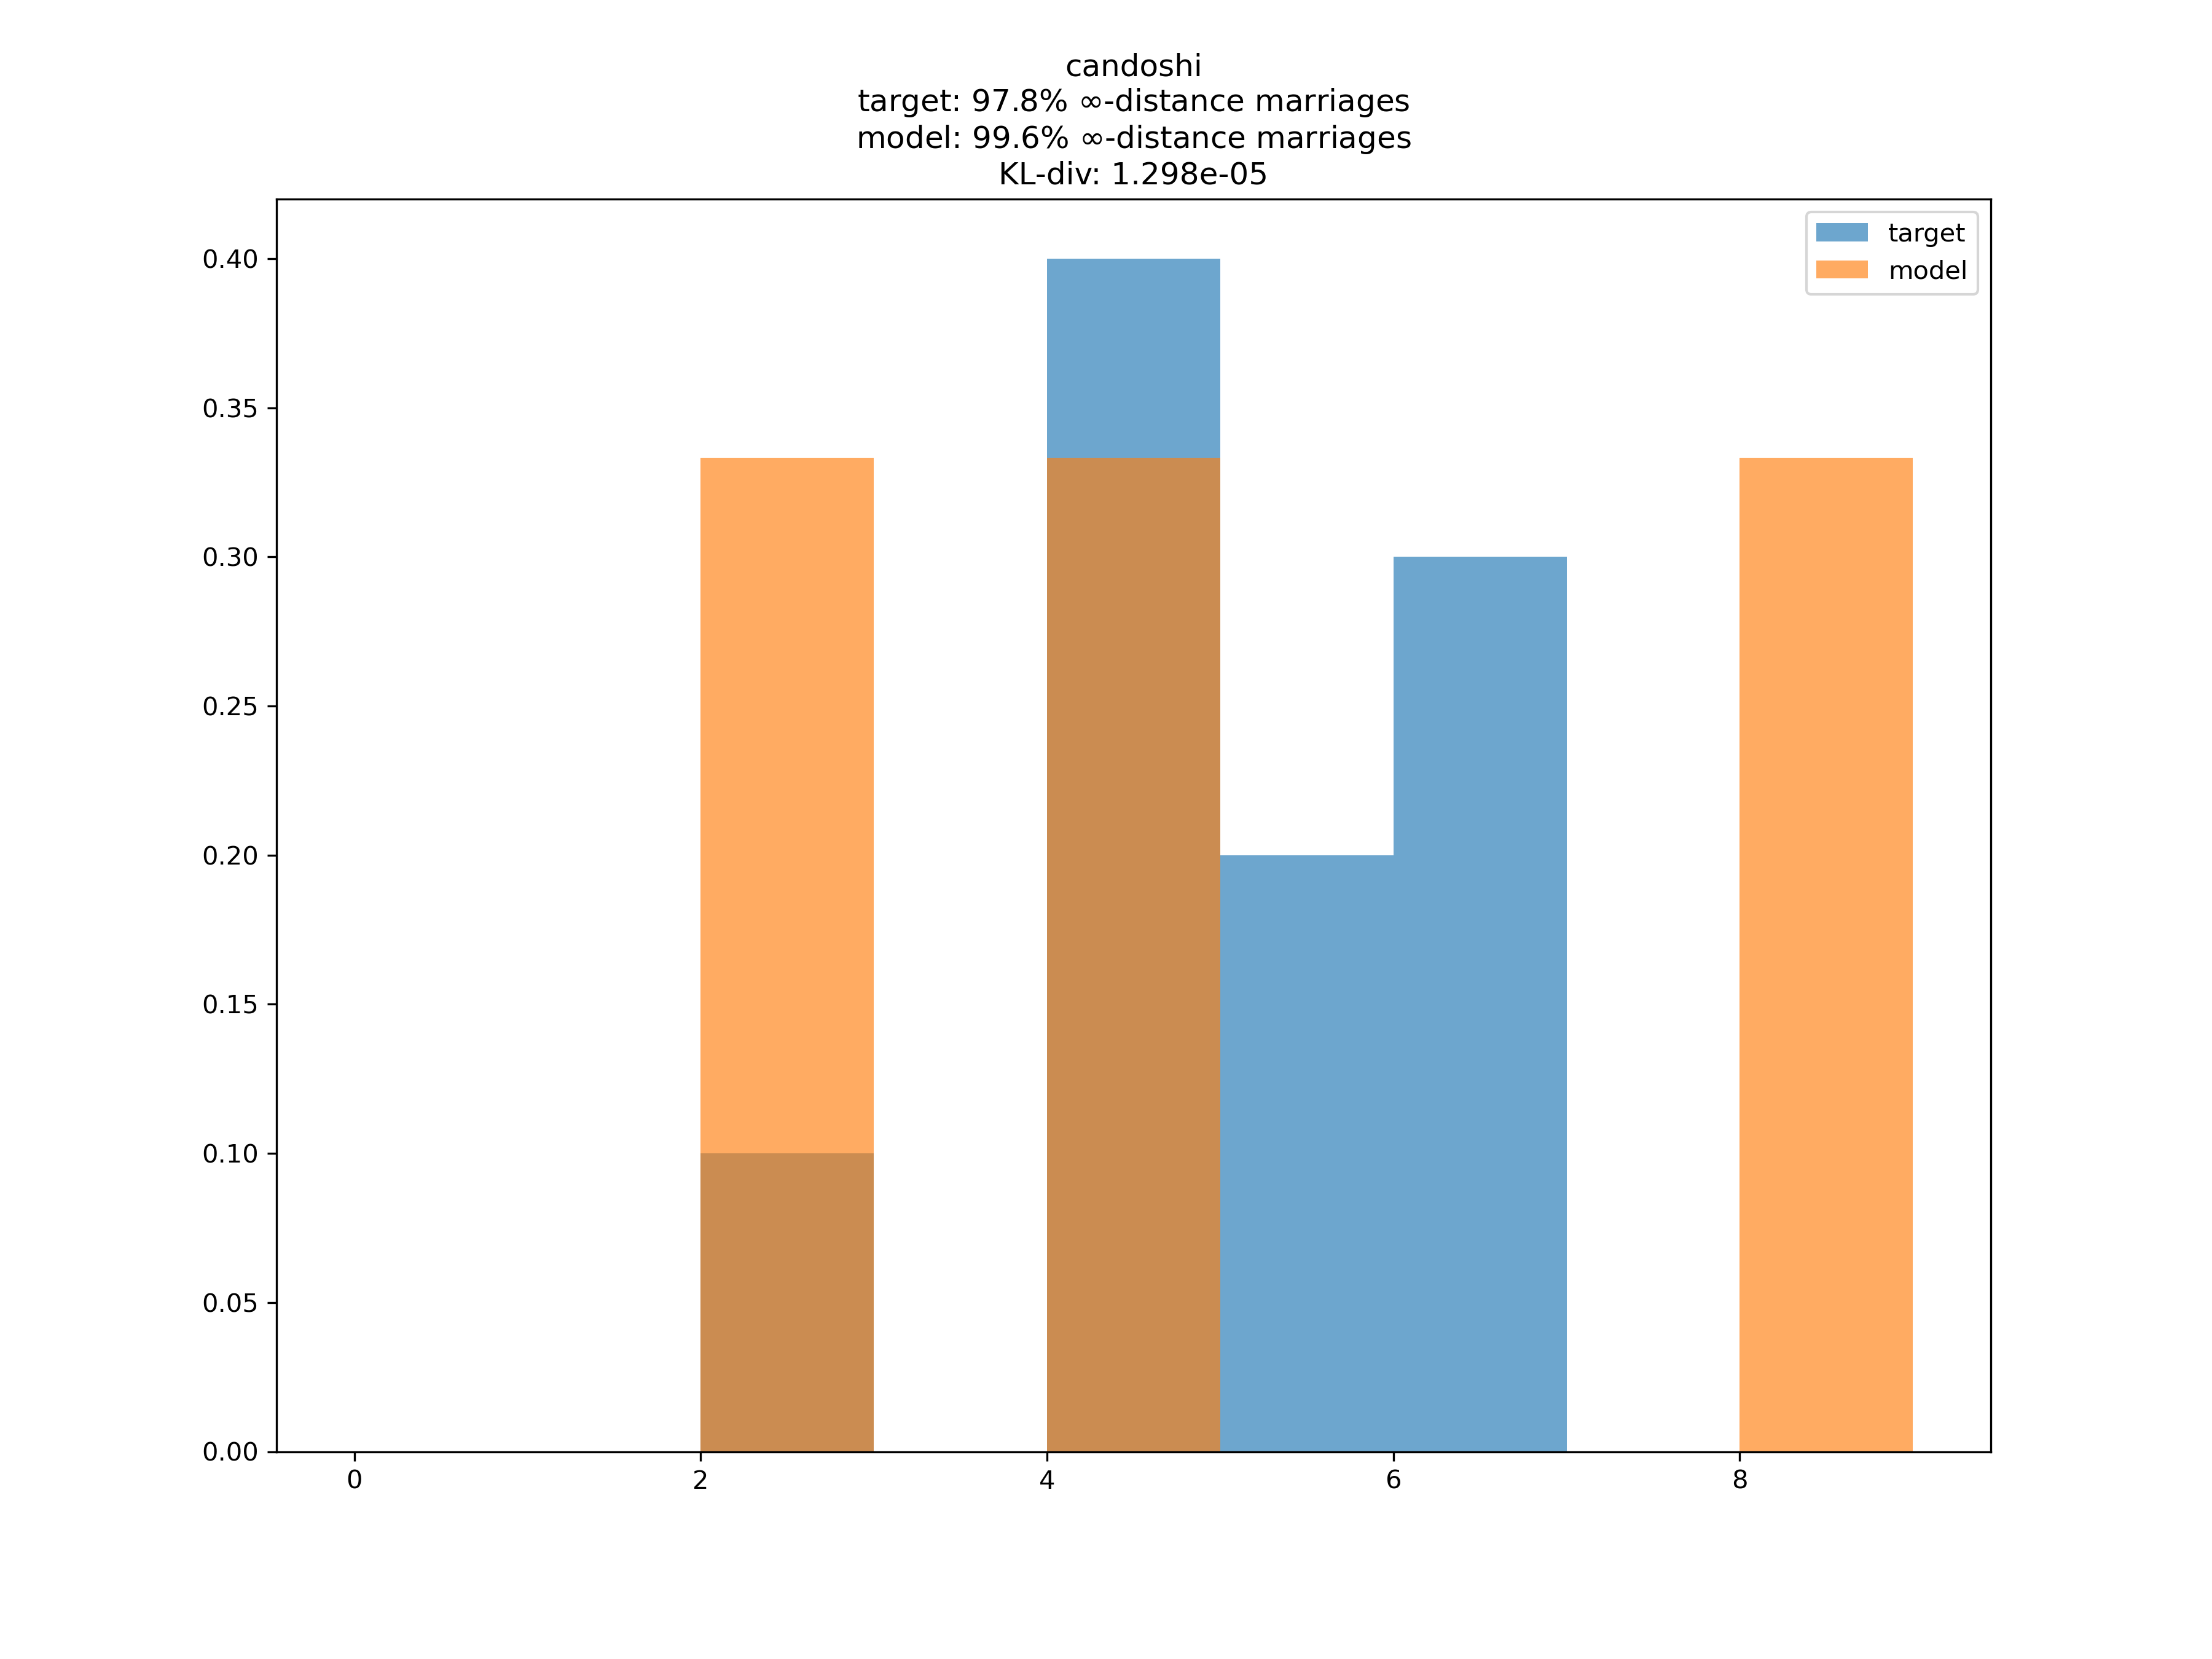 candoshi
target: 97.8% ∞-distance marriages
model: 99.6% ∞-distance marriages
KL-div: 1.298e-05
target
model
0.40
0.35
0.30
0.25
0.20
0.15
0.10
0.05
0.00
0 2 4 6 8